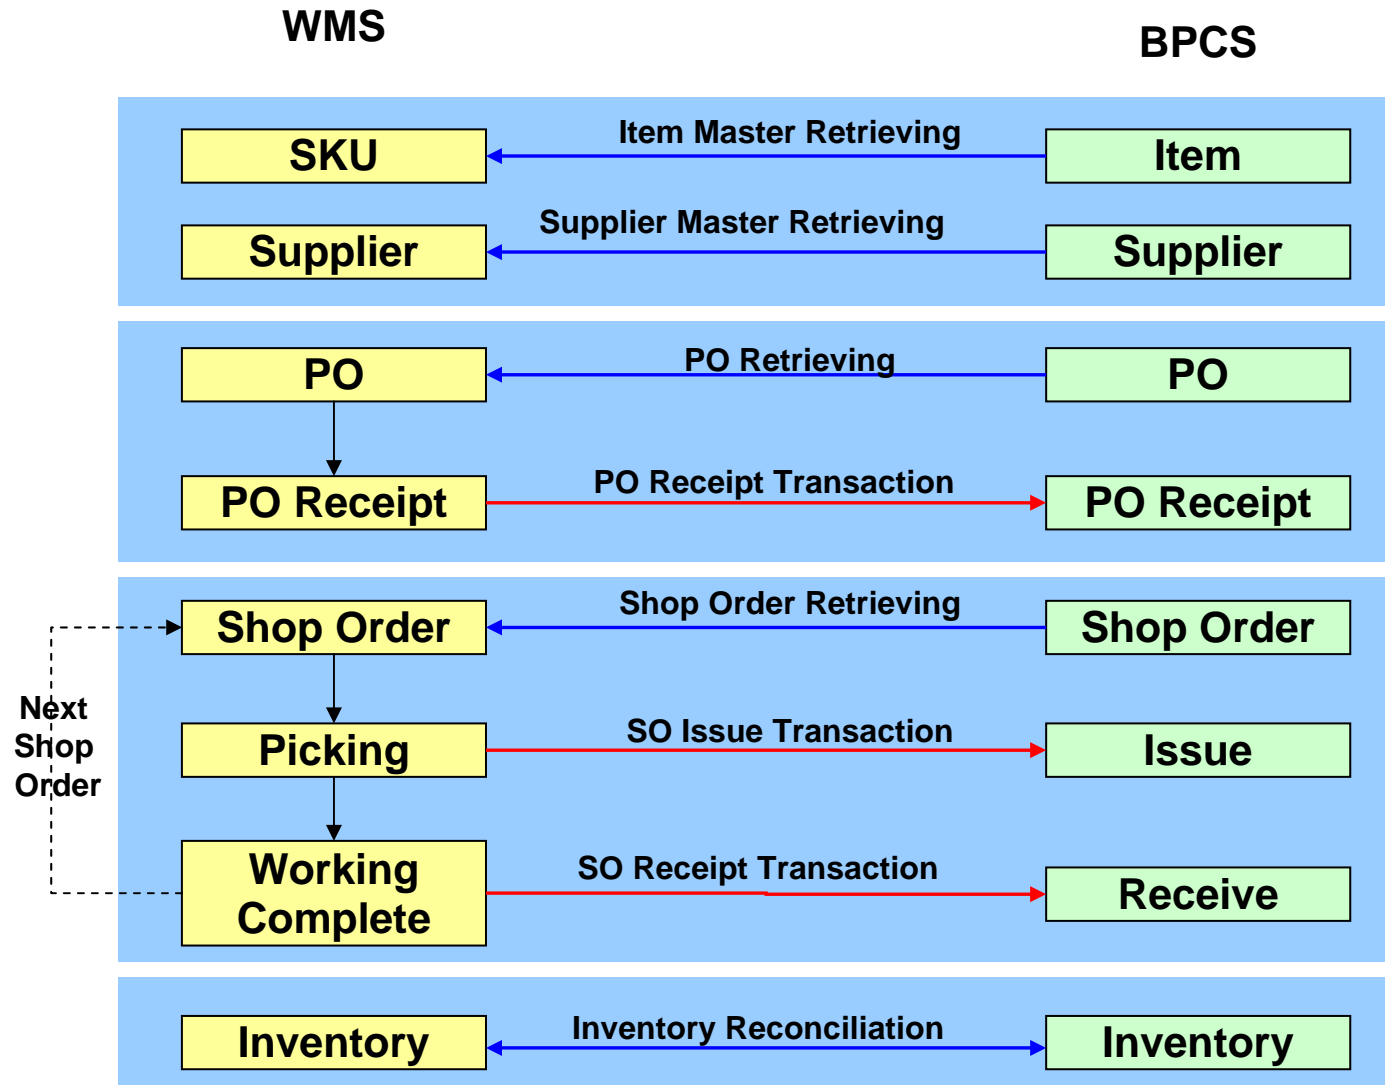 WMS
BPCS
SKU
Item Master Retrieving
Item
Supplier
Supplier Master Retrieving
Supplier
PO
PO Retrieving
PO
PO Receipt
PO Receipt Transaction
PO Receipt
Shop Order
Shop Order Retrieving
Shop Order
Next
Shop
Order
Picking
SO Issue Transaction
Issue
Working
Complete
SO Receipt Transaction
Receive
Inventory
Inventory Reconciliation
Inventory